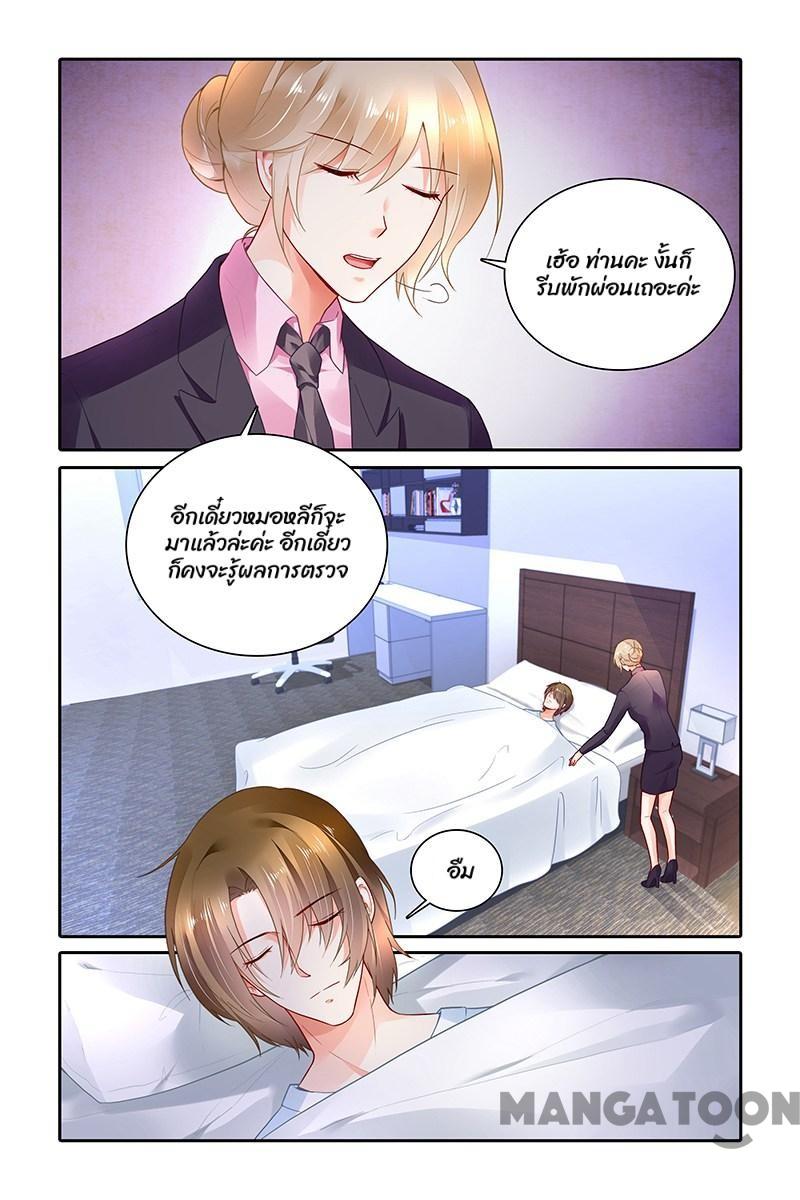 เฮ้อ ท่านคะ งั้นก็
รีบพักผ่อนเถอะค่ะ
อีกเดี๋ยวหมอหลีก็จะ
มาแล้วล่ะค่ะ อีกเดี๋ยว
ก็คงจะรู้ผลการตรวจ
อืม
MANGATOON